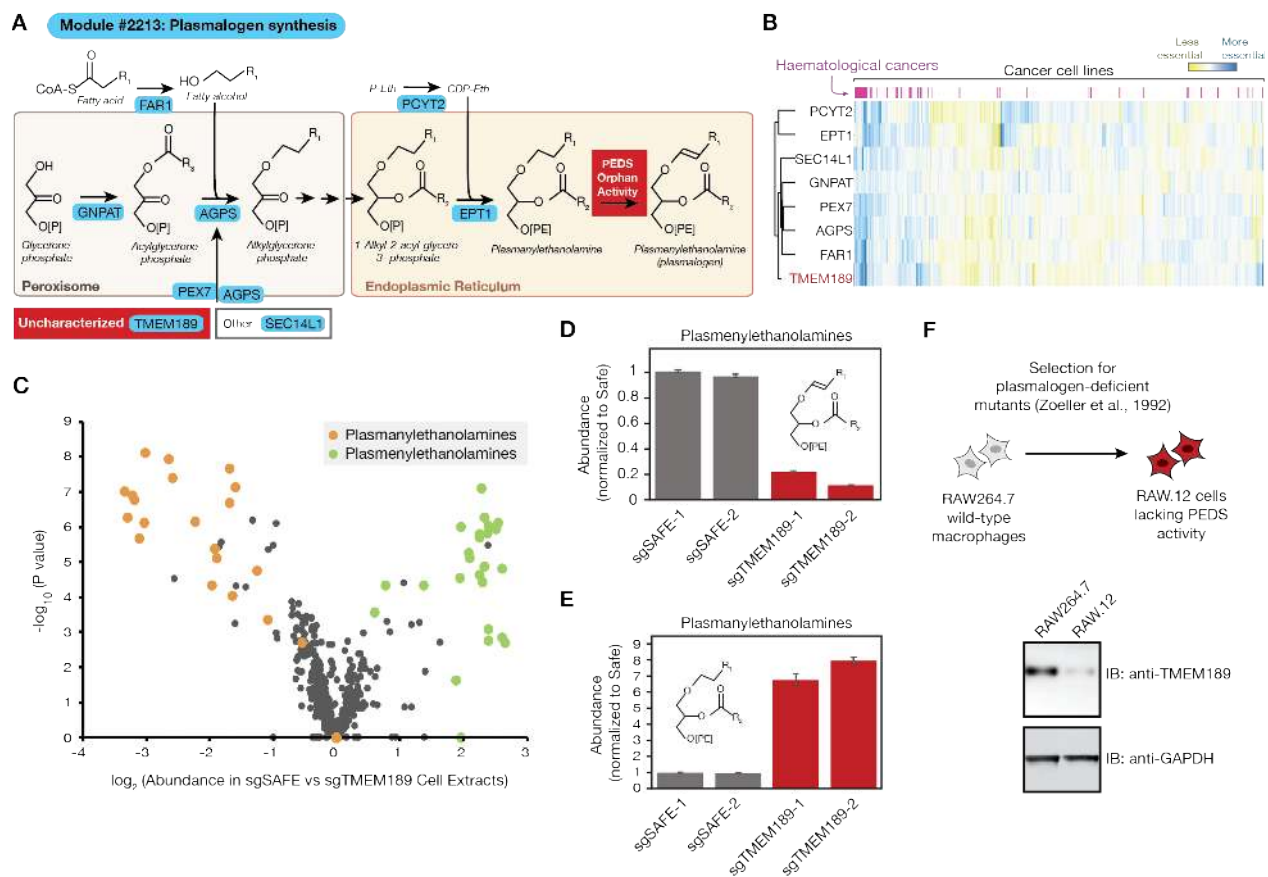 A
Module #2213: Plasmalogen synthesis
CoA-S
O
R1
Fatty acid
FAR1
HO
R1
Fatty alcohol
PCYT2
CDP-Eth
OH
O
O[P]
Glycerone
phosphate
GNPAT
O
O
O
O[P]
Acylglycerone
phosphate
AGPS
R1
O
O
O[P]
Alkylglycerone
phosphate
R1
O
O
O
R2
O[P]
1 Alkyl 2 acyl glycero
3 phosphate
EPT1
R1
O
O
O
R2
O[PE]
Plasmanylethanolamine
PEDS
Orphan
Activity
R1
O
O
O
R2
O[PE]
Plasmenylethanolamine
(plasmalogen)
Peroxisome
PEX7
AGPS
Endoplasmic Reticulum
Uncharacterized TMEM189
Other SEC14L1
B
Less
essential
More
essential
Haematological cancers
Cancer cell lines
PCYT2
EPT1
SEC14L1
GNPAT
PEX7
AGPS
FAR1
TMEM189
C
Plasmanylethanolamines
Plasmenylethanolamines
-log10 (P value)
9
8
7
6
5
4
3
2
1
0
-4
-3
-2
-1
0
1
2
3
log2 (Abundance in sgSAFE vs sgTMEM189 Cell Extracts)
D
Plasmenylethanolamines
Abundance
(normalized to Safe)
1
0.8
0.6
0.4
0.2
0
R1
O
O
O
R2
O[PE]
sgSAFE-1
sgSAFE-2
sgTMEM189-1
sgTMEM189-2
E
Plasmanylethanolamines
Abundance
(normalized to Safe)
9
8
7
6
5
4
3
2
1
0
R1
O
O
O
R2
O[PE]
sgSAFE-1
sgSAFE-2
sgTMEM189-1
sgTMEM189-2
F
Selection for
plasmalogen-deficient
mutants (Zoeller et al., 1992)
RAW264.7
wild-type
macrophages
RAW.12 cells
lacking PEDS
activity
RAW264.7
RAW.12
IB: anti-TMEM189
IB: anti-GAPDH